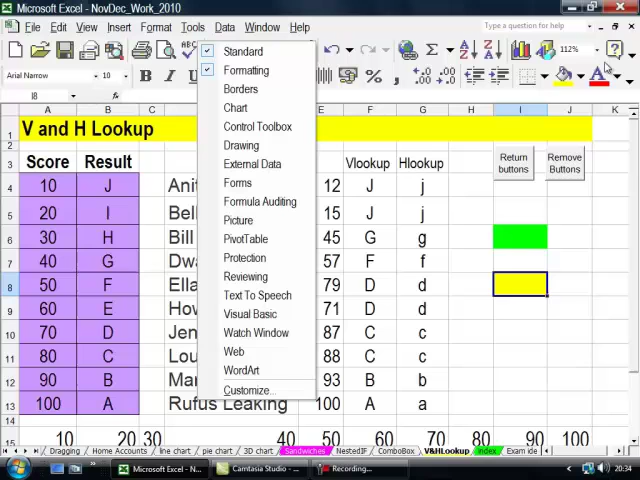 Microsoft Excel - NovDec_Work_2010
File Edit View Insert Format Tools Data Window Help
Type a question for help
112%
Arial Narrow 10 B I
I8
Standard
Formatting
Borders
Chart
Control Toolbox
Drawing
External Data
Forms
Formula Auditing
Picture
PivotTable
Protection
Reviewing
Text To Speech
Visual Basic
Watch Window
Web
WordArt
Customize...
A B C E F G H I J K
1 V and H Lookup
3 Score Result Vlookup Hlookup
Return buttons
Remove Buttons
4 10 J 12 J j
5 20 I 15 J j
6 30 H Bill 45 G g
7 40 G 57 F f
8 50 F 79 D d
9 60 E 71 D d
10 70 D 87 C c
11 80 C 88 C c
12 90 B 93 B b
13 100 A Rufus Leaking 100 A a
15 10 20 30 40 50 60 70 80 90 100
Drawing Home Accounts line chart pie chart 3D chart Sandwiches NestedIF ComboBox V&HLookup Index Exam ide
Microsoft Excel - No... Camtasia Studio - ... Recording... 20:34